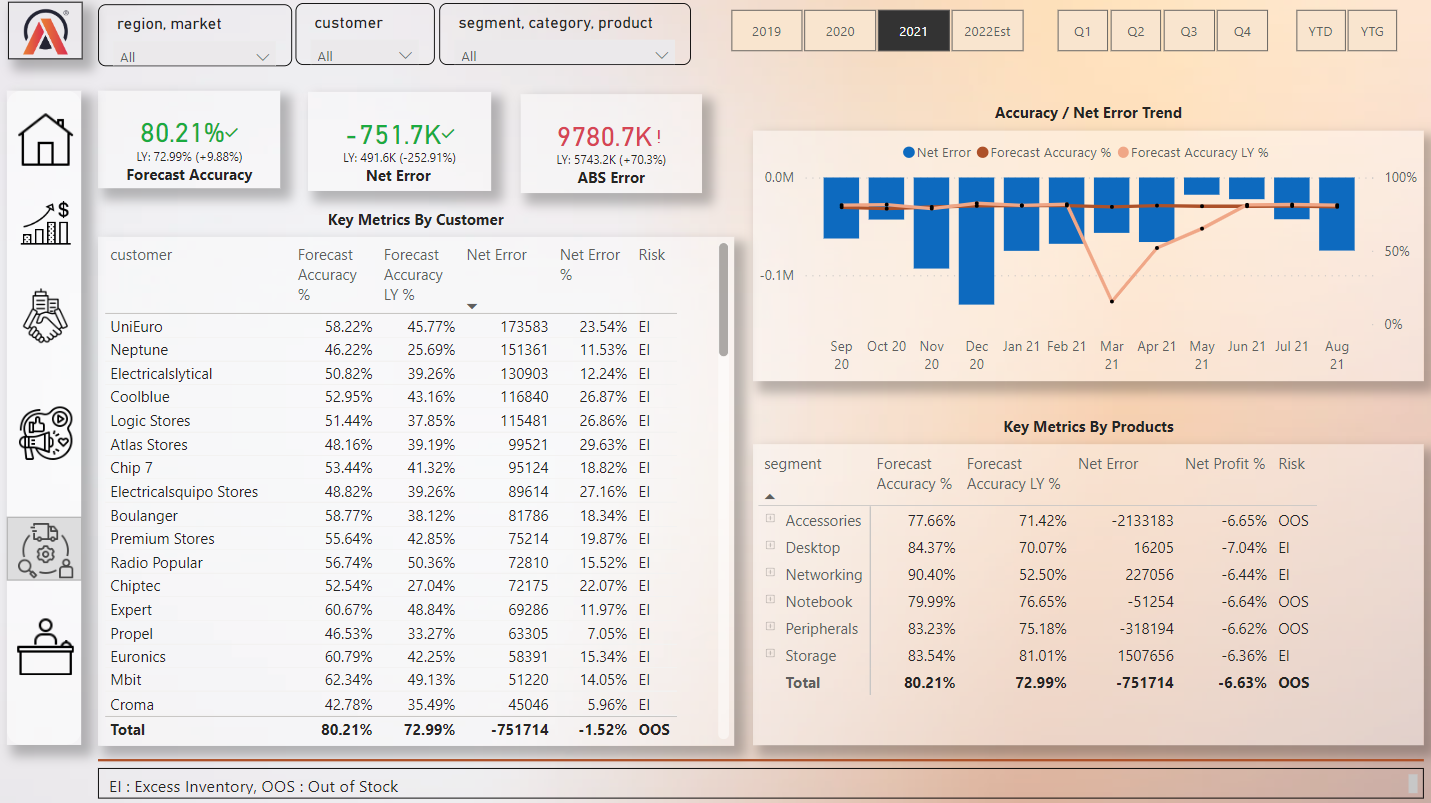 region, market
All
customer
All
segment, category, product
All
2019 2020 2021 2022Est Q1 Q2 Q3 Q4 YTD YTG
80.21%
LY: 72.99% (+9.88%)
Forecast Accuracy
-751.7K
LY: 491.6K (-252.91%)
Net Error
9780.7K !
LY: 5743.2K (+70.3%)
ABS Error
Key Metrics By Customer
customer Forecast Accuracy % Forecast Accuracy LY % Net Error Net Error % Risk
UniEuro 58.22% 45.77% 173583 23.54% EI
Neptune 46.22% 25.69% 151361 11.53% EI
Electricalslytical 50.82% 39.26% 130903 12.24% EI
Coolblue 52.95% 43.16% 116840 26.87% EI
Logic Stores 51.44% 37.85% 115481 26.86% EI
Atlas Stores 48.16% 39.19% 99521 29.63% EI
Chip 7 53.44% 41.32% 95124 18.82% EI
Electricalsquipo Stores 48.82% 39.26% 89614 27.16% EI
Boulanger 58.77% 38.12% 81786 18.34% EI
Premium Stores 55.64% 42.85% 75214 19.87% EI
Radio Popular 56.74% 50.36% 72810 15.52% EI
Chiptec 52.54% 27.04% 72175 22.07% EI
Expert 60.67% 48.84% 69286 11.97% EI
Propel 46.53% 33.27% 63305 7.05% EI
Euronics 60.79% 42.25% 58391 15.34% EI
Mbit 62.34% 49.13% 51220 14.05% EI
Croma 42.78% 35.49% 45046 5.96% EI
Total 80.21% 72.99% -751714 -1.52% OOS
Accuracy / Net Error Trend
Net Error Forecast Accuracy % Forecast Accuracy LY %
0.0M 100%
50%
-0.1M
0%
Sep 20 Oct 20 Nov 20 Dec 20 Jan 21 Feb 21 Mar 21 Apr 21 May 21 Jun 21 Jul 21 Aug 21
Key Metrics By Products
segment Forecast Accuracy % Forecast Accuracy LY % Net Error Net Profit % Risk
Accessories 77.66% 71.42% -2133183 -6.65% OOS
Desktop 84.37% 70.07% 16205 -7.04% EI
Networking 90.40% 52.50% 227056 -6.44% EI
Notebook 79.99% 76.65% -51254 -6.64% OOS
Peripherals 83.23% 75.18% -318194 -6.62% OOS
Storage 83.54% 81.01% 1507656 -6.36% EI
Total 80.21% 72.99% -751714 -6.63% OOS
EI : Excess Inventory, OOS : Out of Stock